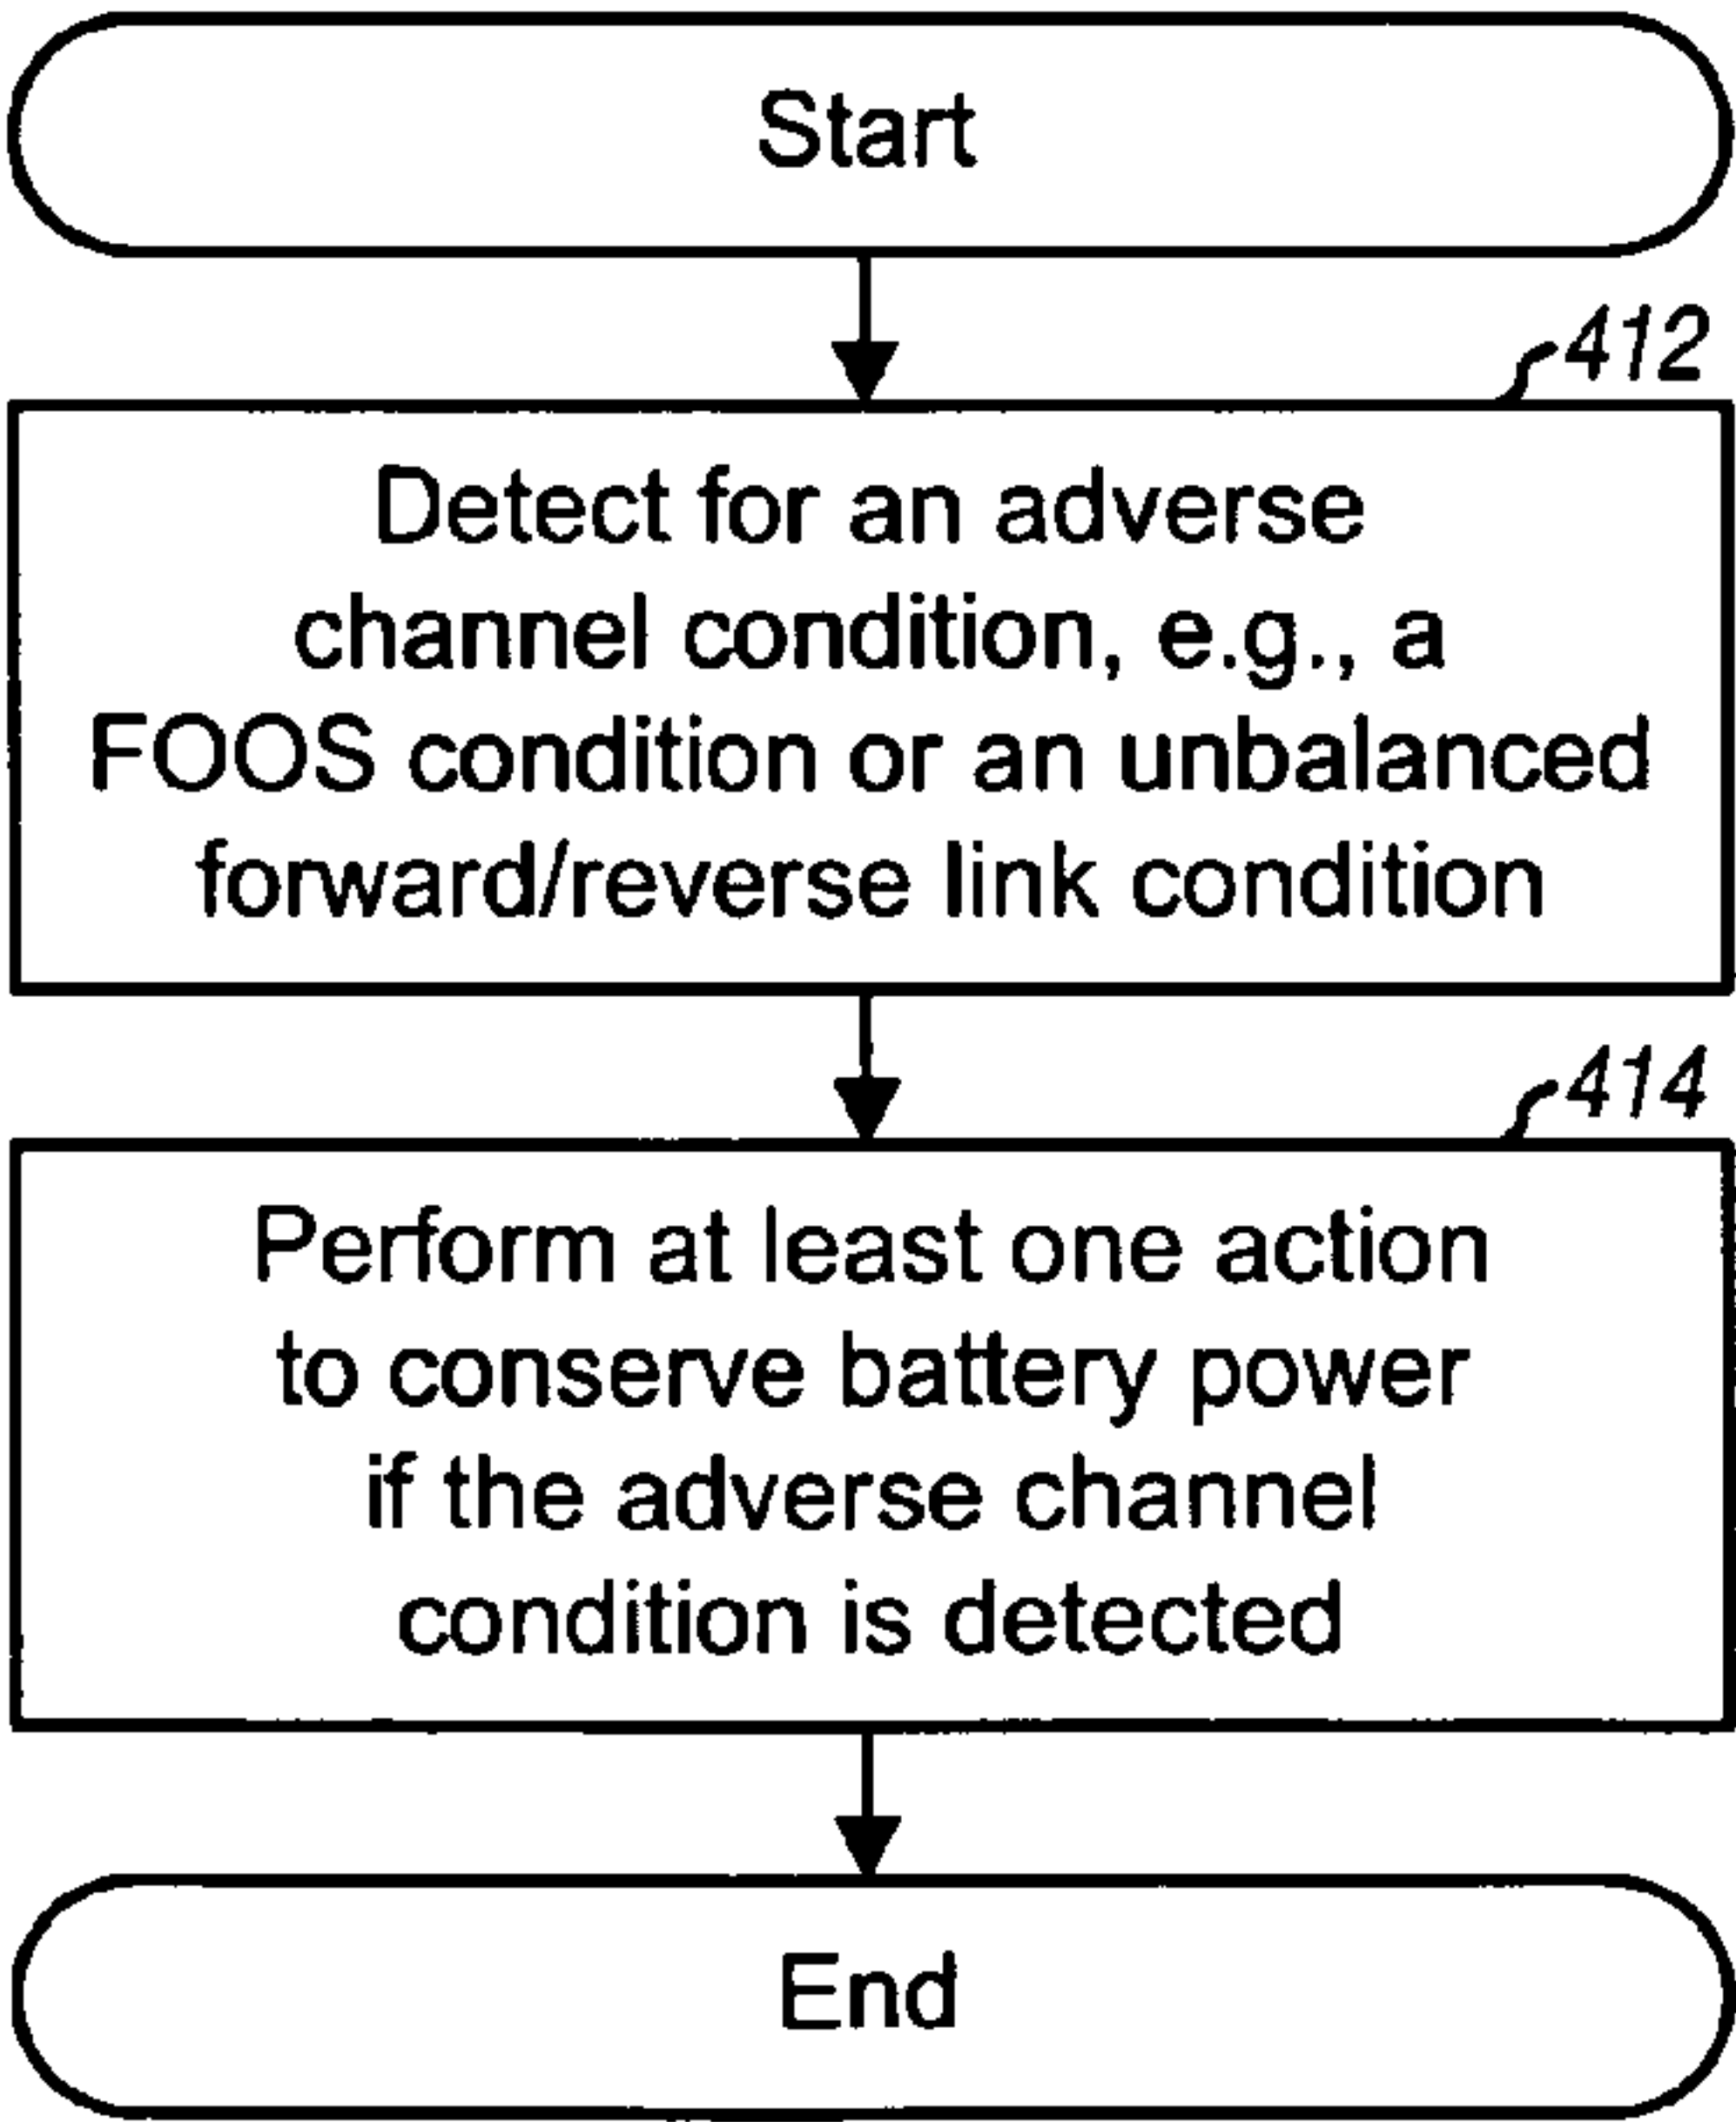 Start
412
Detect for an adverse
channel condition, e.g., a
FOOS condition or an unbalanced
forward/reverse link condition
414
Perform at least one action
to conserve battery power
if the adverse channel
condition is detected
End